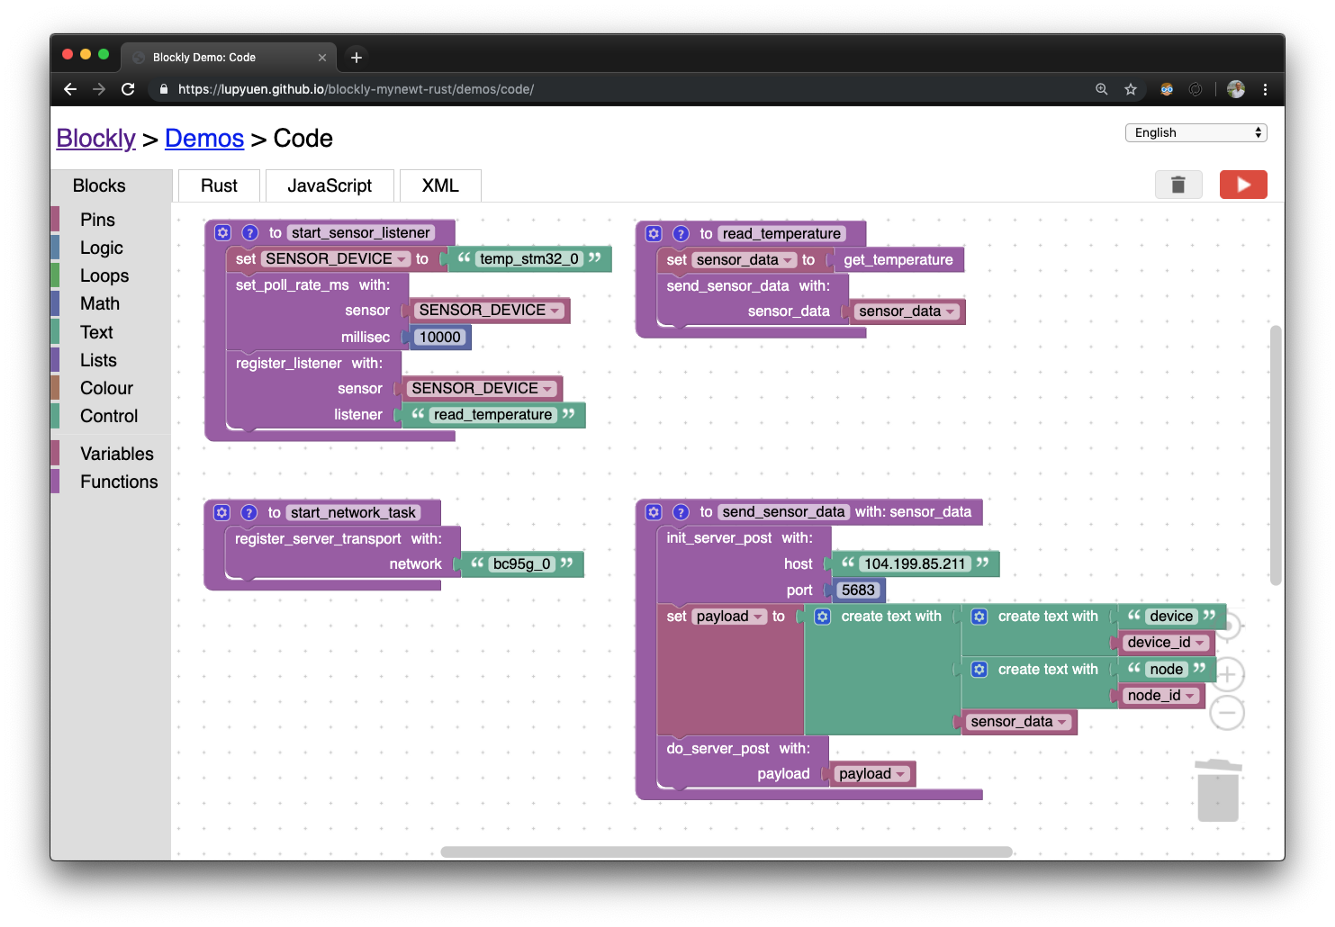 Blockly Demo: Code
https://lupyuen.github.io/blockly-mynewt-rust/demos/code/
Blockly > Demos > Code
English
Blocks
Rust
JavaScript
XML
Pins
Logic
Loops
Math
Text
Lists
Colour
Control
Variables
Functions
? to start_sensor_listener
set SENSOR_DEVICE to “ temp_stm32_0 ”
set_poll_rate_ms with:
sensor SENSOR_DEVICE
millisec 10000
register_listener with:
sensor SENSOR_DEVICE
listener “ read_temperature ”
? to read_temperature
set sensor_data to get_temperature
send_sensor_data with:
sensor_data sensor_data
? to start_network_task
register_server_transport with:
network “ bc95g_0 ”
? to send_sensor_data with: sensor_data
init_server_post with:
host “ 104.199.85.211 ”
port 5683
set payload to create text with create text with “ device ”
device_id
create text with “ node ”
node_id
sensor_data
do_server_post with:
payload payload